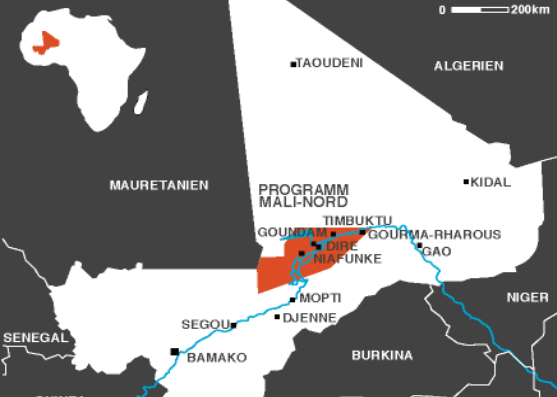 0 200km
TAOUDENI
ALGERIEN
KIDAL
MAURETANIEN
PROGRAMM
MALI-NORD
TIMBUKTU
GOUNDAM
GOURMA-RHAROUS
DIRE
GAO
NIAFUNKE
MOPTI
NIGER
DJENNE
SEGOU
SENEGAL
BAMAKO
BURKINA